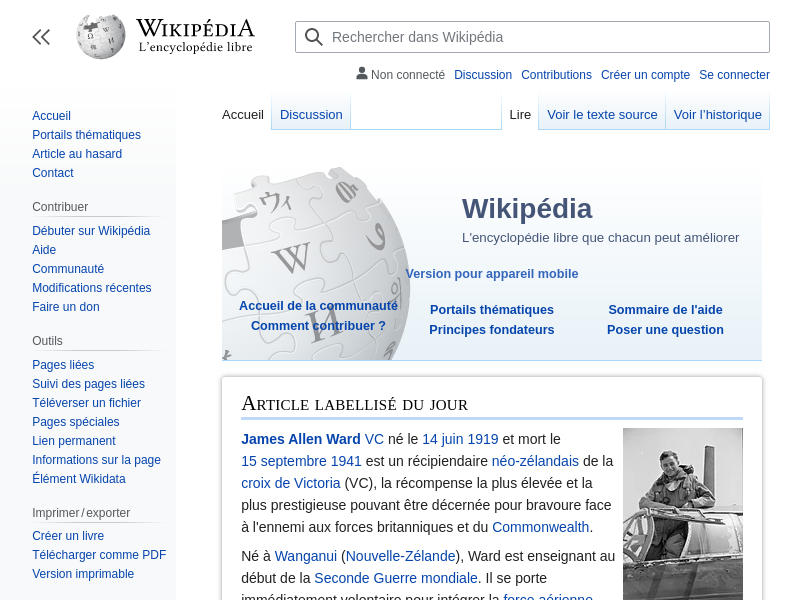 Wikipédia
L'encyclopédie libre
Rechercher dans Wikipédia
Non connecté Discussion Contributions Créer un compte Se connecter
Accueil Discussion Lire Voir le texte source Voir l'historique
Accueil
Portails thématiques
Article au hasard
Contact
Contribuer
Débuter sur Wikipédia
Aide
Communauté
Modifications récentes
Faire un don
Outils
Pages liées
Suivi des pages liées
Téléverser un fichier
Pages spéciales
Lien permanent
Informations sur la page
Élément Wikidata
Imprimer / exporter
Créer un livre
Télécharger comme PDF
Version imprimable
Wikipédia
L'encyclopédie libre que chacun peut améliorer
Version pour appareil mobile
Accueil de la communauté
Comment contribuer ?
Portails thématiques
Principes fondateurs
Sommaire de l'aide
Poser une question
Article labellisé du jour
James Allen Ward VC né le 14 juin 1919 et mort le
15 septembre 1941 est un récipiendaire néo-zélandais de la
croix de Victoria (VC), la récompense la plus élevée et la
plus prestigieuse pouvant être décernée pour bravoure face
à l'ennemi aux forces britanniques et du Commonwealth.
Né à Wanganui (Nouvelle-Zélande), Ward est enseignant au
début de la Seconde Guerre mondiale. Il se porte
immédiatement volontaire pour intégrer la force aérienne